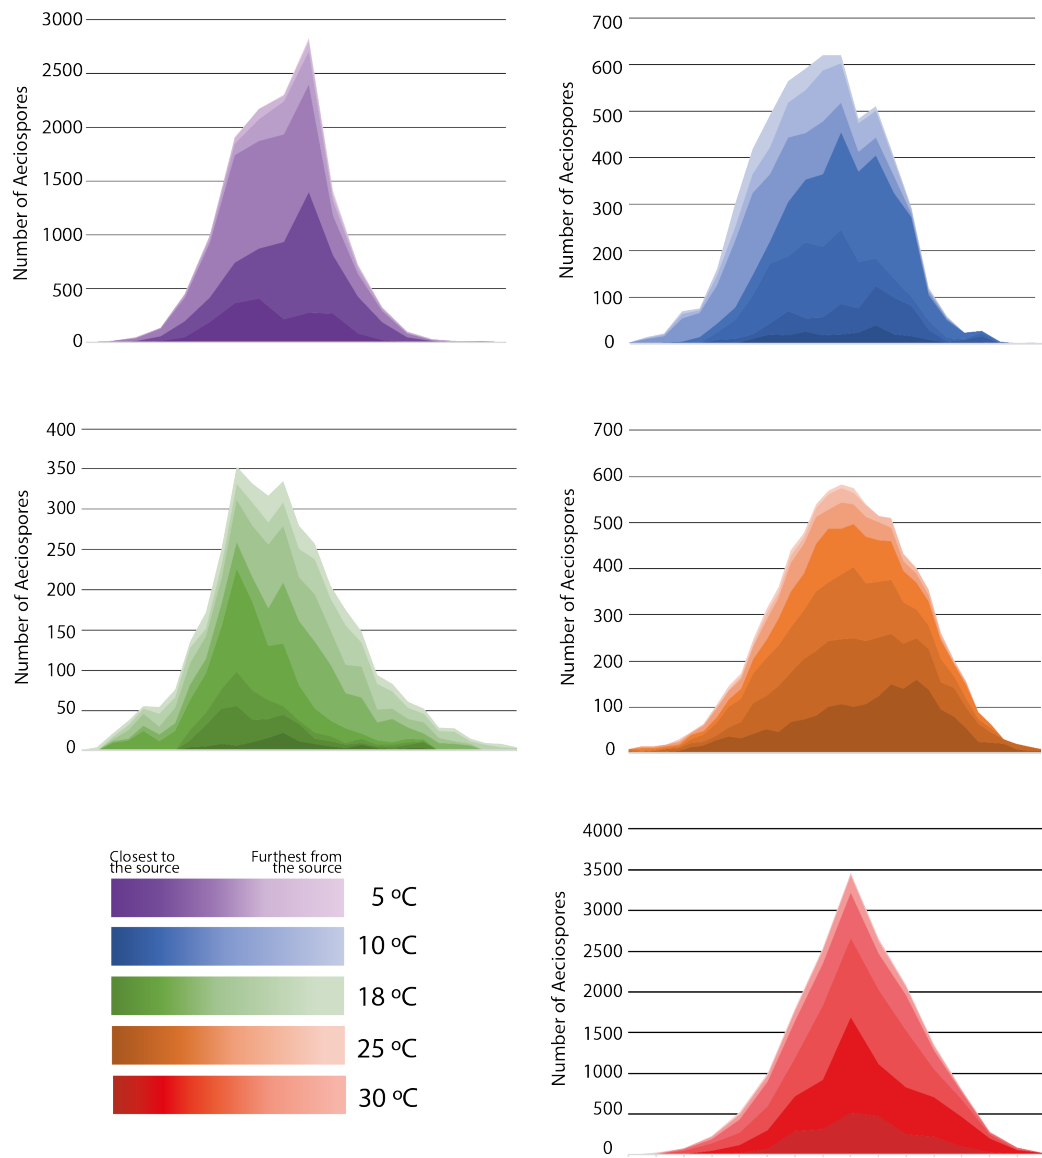 3000
2500
2000
1500
1000
500
0
Number of Aeciospores
700
600
500
400
300
200
100
0
Number of Aeciospores
400
350
300
250
200
150
100
50
0
Number of Aeciospores
700
600
500
400
300
200
100
0
Number of Aeciospores
Closest to
the source
Furthest from
the source
5 ºC
10 ºC
18 ºC
25 ºC
30 ºC
4000
3500
3000
2500
2000
1500
1000
500
0
Number of Aeciospores